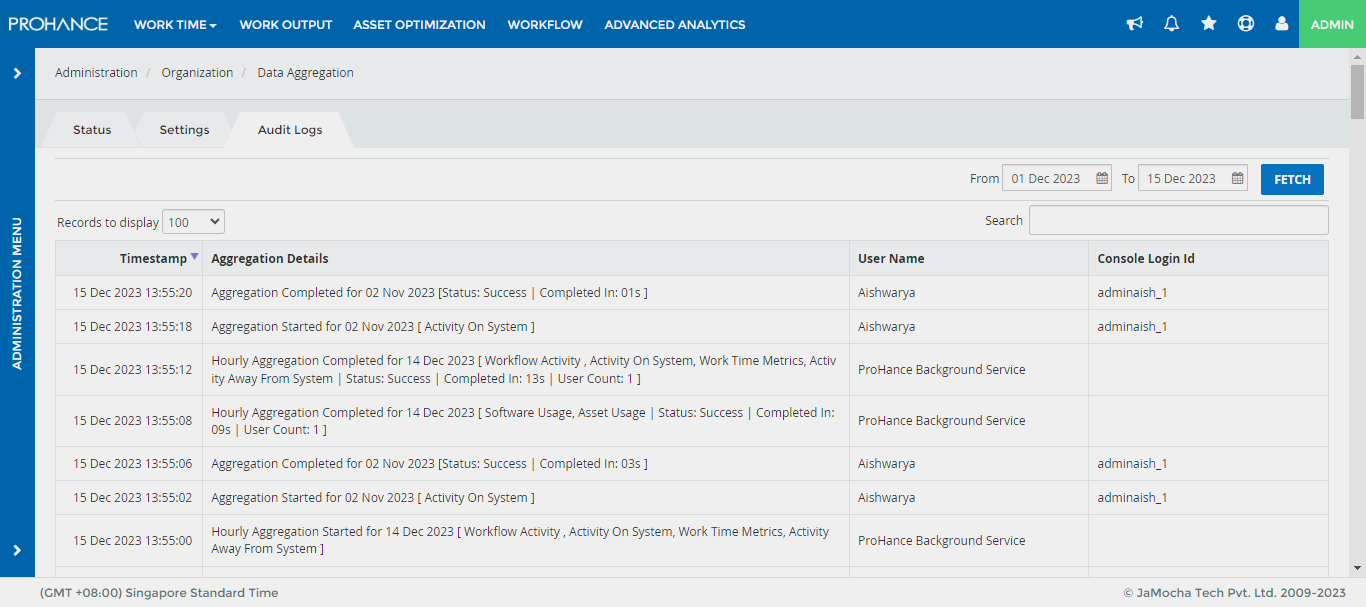 PROHANCE WORK TIME WORK OUTPUT ASSET OPTIMIZATION WORKFLOW ADVANCED ANALYTICS ADMIN
Administration / Organization / Data Aggregation
Status Settings Audit Logs
From 01 Dec 2023 To 15 Dec 2023 FETCH
Records to display 100 Search
ADMINISTRATION MENU
Timestamp Aggregation Details User Name Console Login Id
15 Dec 2023 13:55:20 Aggregation Completed for 02 Nov 2023 [Status: Success | Completed In: 01s ] Aishwarya adminaish_1
15 Dec 2023 13:55:18 Aggregation Started for 02 Nov 2023 [ Activity On System ] Aishwarya adminaish_1
15 Dec 2023 13:55:12 Hourly Aggregation Completed for 14 Dec 2023 [ Workflow Activity , Activity On System, Work Time Metrics, Activ
ity Away From System | Status: Success | Completed In: 13s | User Count: 1 ] ProHance Background Service
15 Dec 2023 13:55:08 Hourly Aggregation Completed for 14 Dec 2023 [ Software Usage, Asset Usage | Status: Success | Completed In:
09s | User Count: 1 ] ProHance Background Service
15 Dec 2023 13:55:06 Aggregation Completed for 02 Nov 2023 [Status: Success | Completed In: 03s ] Aishwarya adminaish_1
15 Dec 2023 13:55:02 Aggregation Started for 02 Nov 2023 [ Activity On System ] Aishwarya adminaish_1
15 Dec 2023 13:55:00 Hourly Aggregation Started for 14 Dec 2023 [ Workflow Activity , Activity On System, Work Time Metrics, Activity
Away From System ] ProHance Background Service
(GMT +08:00) Singapore Standard Time © JaMocha Tech Pvt. Ltd. 2009-2023